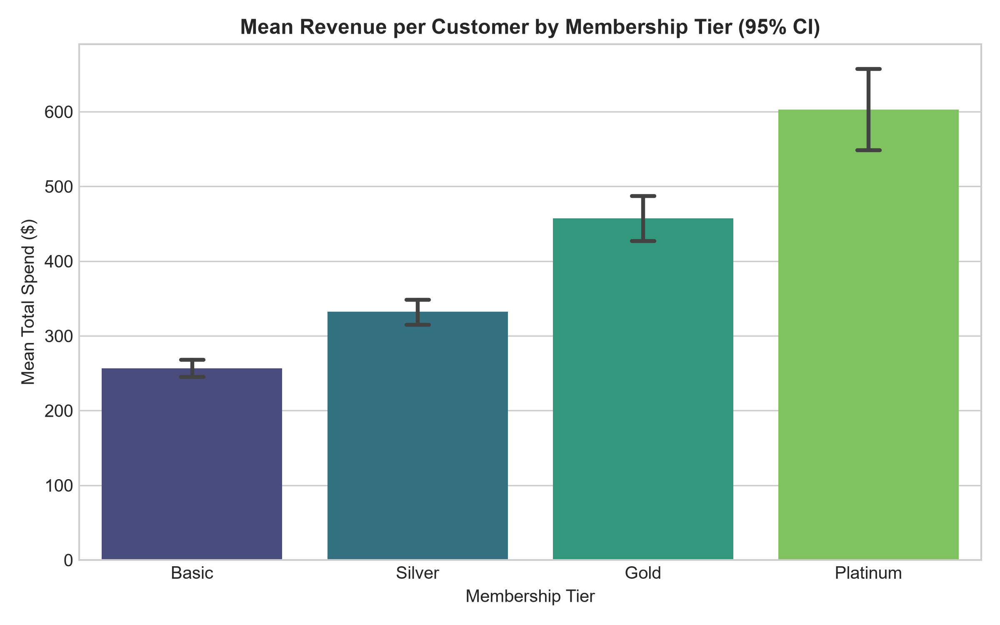 Mean Revenue per Customer by Membership Tier (95% CI)
Mean Total Spend ($)
600
500
400
300
200
100
0
Basic
Silver
Gold
Platinum
Membership Tier